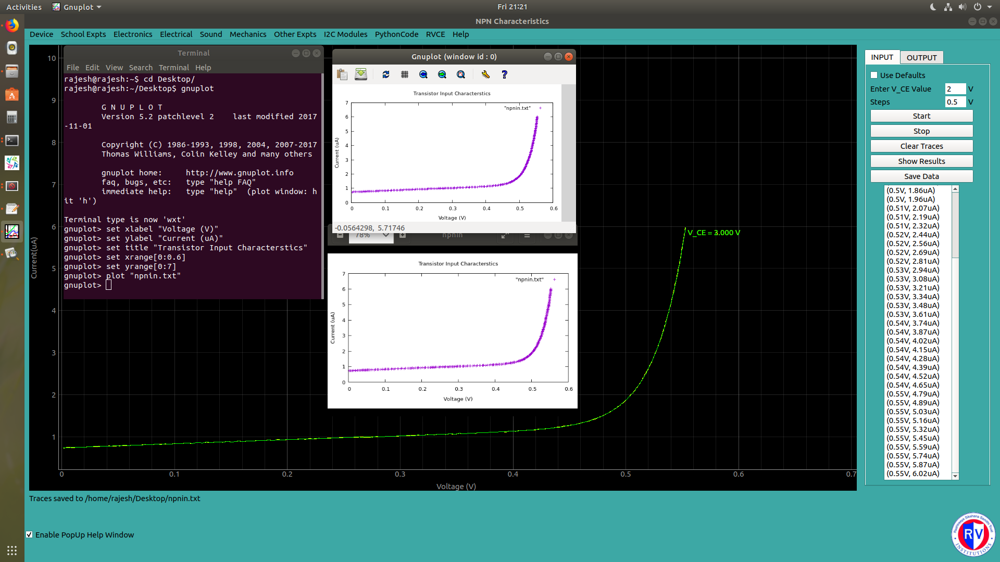 Activities
Gnuplot
Fri 21:21
NPN Characteristics
Device School Expts Electronics Electrical Sound Mechanics Other Expts I2C Modules PythonCode RVCE Help
Terminal
File Edit View Search Terminal Help
rajesh@rajesh:~$ cd Desktop/
rajesh@rajesh:~/Desktop$ gnuplot
G N U P L O T
Version 5.2 patchlevel 2    last modified 2017
-11-01
Copyright (C) 1986-1993, 1998, 2004, 2007-2017
Thomas Williams, Colin Kelley and many others
gnuplot home:     http://www.gnuplot.info
faq, bugs, etc:   type "help FAQ"
immediate help:   type "help"  (plot window: h
it 'h')
Terminal type is now 'wxt'
gnuplot> set xlabel "Voltage (V)"
gnuplot> set ylabel "Current (uA)"
gnuplot> set title "Transistor Input Characterstics"
gnuplot> set xrange[0:0.6]
gnuplot> set yrange[0:7]
gnuplot> plot "npnin.txt"
gnuplot>
Gnuplot (window id : 0)
Transistor Input Characterstics
"npnin.txt"
7
6
5
4
3
2
1
0
Current (uA)
0 0.1 0.2 0.3 0.4 0.5 0.6
Voltage (V)
-0.0564298, 5.71746
78%
npnin
Transistor Input Characterstics
"npnin.txt"
7
6
5
4
3
2
1
0
Current (uA)
0 0.1 0.2 0.3 0.4 0.5 0.6
Voltage (V)
10
9
8
7
6
5
4
3
2
1
Current(uA)
0 0.1 0.2 0.3 0.4 0.5 0.6 0.7
Voltage (V)
V_CE = .000 V
INPUT OUTPUT
Use Defaults
Enter V_CE Value 2 V
Steps 0.5 V
Start
Stop
Clear Traces
Show Results
Save Data
(0.5V, 1.86uA)
(0.5V, 1.96uA)
(0.51V, 2.07uA)
(0.51V, 2.19uA)
(0.51V, 2.32uA)
(0.52V, 2.44uA)
(0.52V, 2.56uA)
(0.52V, 2.69uA)
(0.52V, 2.81uA)
(0.53V, 2.94uA)
(0.53V, 3.08uA)
(0.53V, 3.21uA)
(0.53V, 3.34uA)
(0.53V, 3.48uA)
(0.53V, 3.61uA)
(0.54V, 3.74uA)
(0.54V, 3.87uA)
(0.54V, 4.02uA)
(0.54V, 4.15uA)
(0.54V, 4.28uA)
(0.54V, 4.39uA)
(0.54V, 4.52uA)
(0.54V, 4.65uA)
(0.55V, 4.79uA)
(0.55V, 4.89uA)
(0.55V, 5.03uA)
(0.55V, 5.16uA)
(0.55V, 5.32uA)
(0.55V, 5.45uA)
(0.55V, 5.59uA)
(0.55V, 5.74uA)
(0.55V, 5.87uA)
(0.55V, 6.02uA)
Traces saved to /home/rajesh/Desktop/npnin.txt
Enable PopUp Help Window
Rashtreeya Sikshana Samithi Trust
RV
INSTITUTIONS